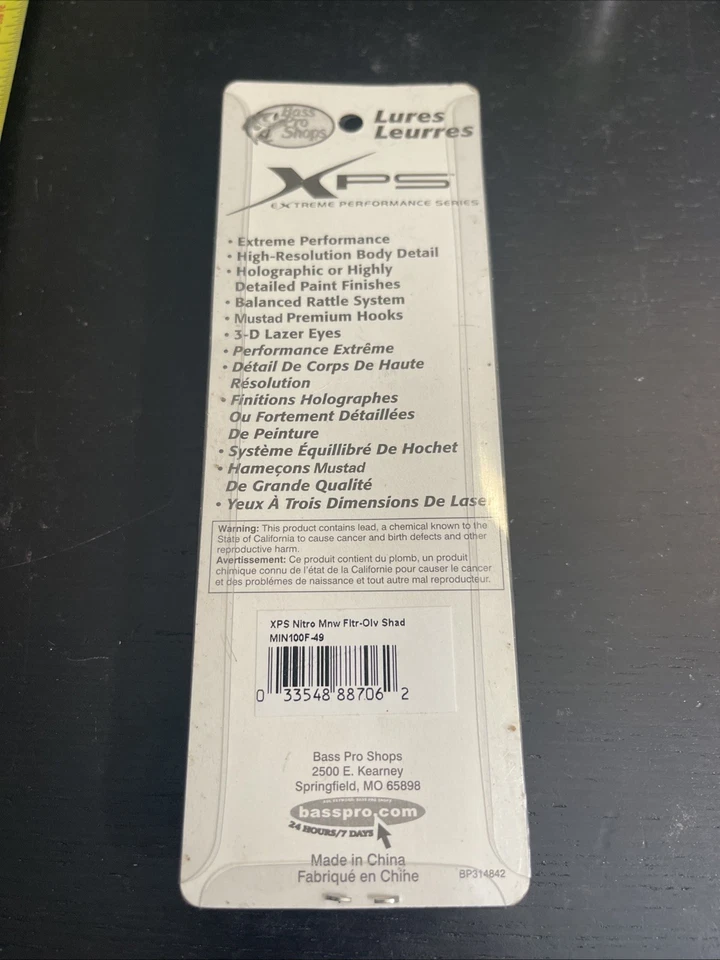 Bass
Pro
Shops
Lures
Leurres
XPS
EXTREME PERFORMANCE SERIES
• Extreme Performance
• High-Resolution Body Detail
• Holographic or Highly
Detailed Paint Finishes
• Balanced Rattle System
• Mustad Premium Hooks
• 3-D Lazer Eyes
• Performance Extrême
• Détail De Corps De Haute
Résolution
• Finitions Holographes
Ou Fortement Détaillées
De Peinture
• Système Équillibré De Hochet
• Hameçons Mustad
De Grande Qualité
• Yeux À Trois Dimensions De Laser
Warning: This product contains lead, a chemical known to the
State of California to cause cancer and birth defects and other
reproductive harm.
Avertissement: Ce produit contient du plomb, un produit
chimique connu de l'état de la Californie pour causer le cancer
et des problémes de naissance et tout autre mal reproducteur.
XPS Nitro Mnw Fltr-Olv Shad
MIN100F-49
0 33548 88706 2
Bass Pro Shops
2500 E. Kearney
Springfield, MO 65898
basspro.com
24 HOURS/7 DAYS
Made in China
Fabriqué en Chine
BP314842